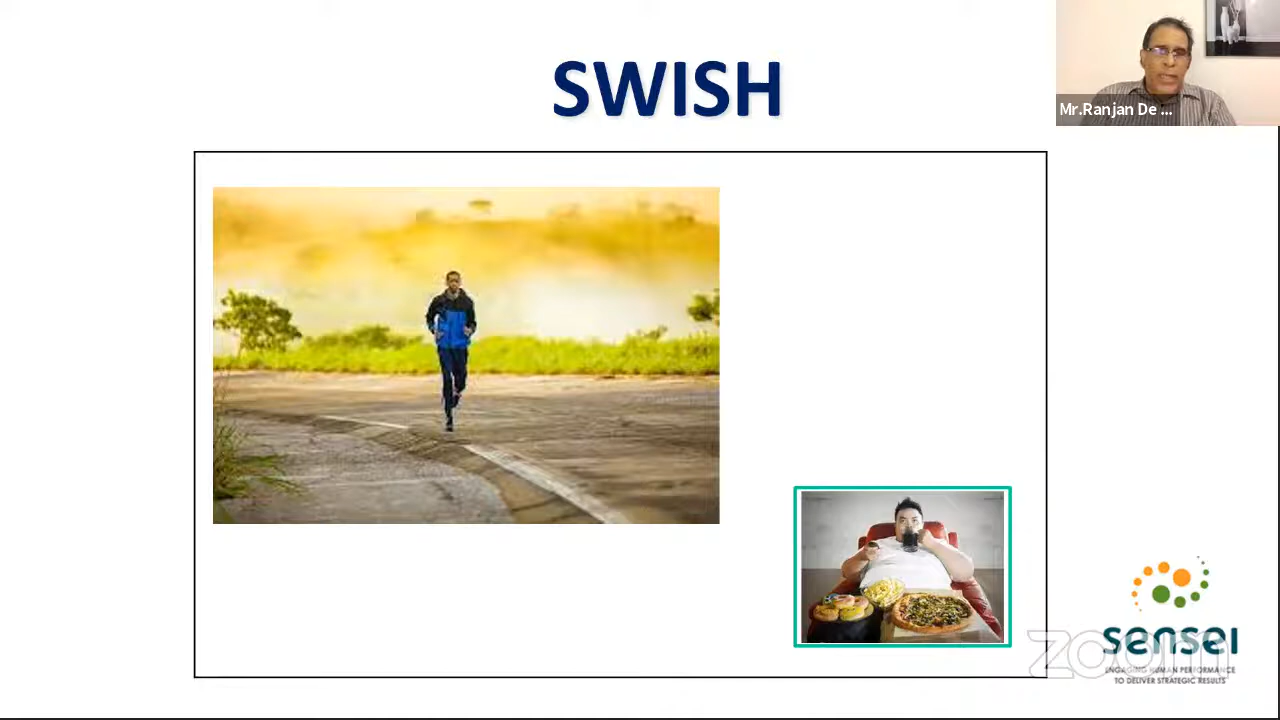 SWISH
Mr.Ranjan De ...
sensei
ENGAGING HUMAN PERFORMANCE
TO DELIVER STRATEGIC RESULTS
zoom